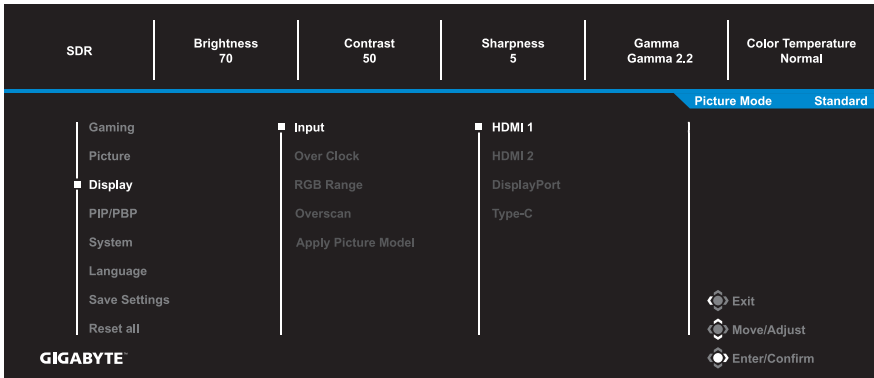 SDR
Brightness
70
Contrast
50
Sharpness
5
Gamma
Gamma 2.2
Color Temperature
Normal
Picture Mode Standard
Gaming
Picture
Display
PIP/PBP
System
Language
Save Settings
Reset all
Input
Over Clock
RGB Range
Overscan
Apply Picture Model
HDMI 1
HDMI 2
DisplayPort
Type-C
Exit
Move/Adjust
Enter/Confirm
GIGABYTE™